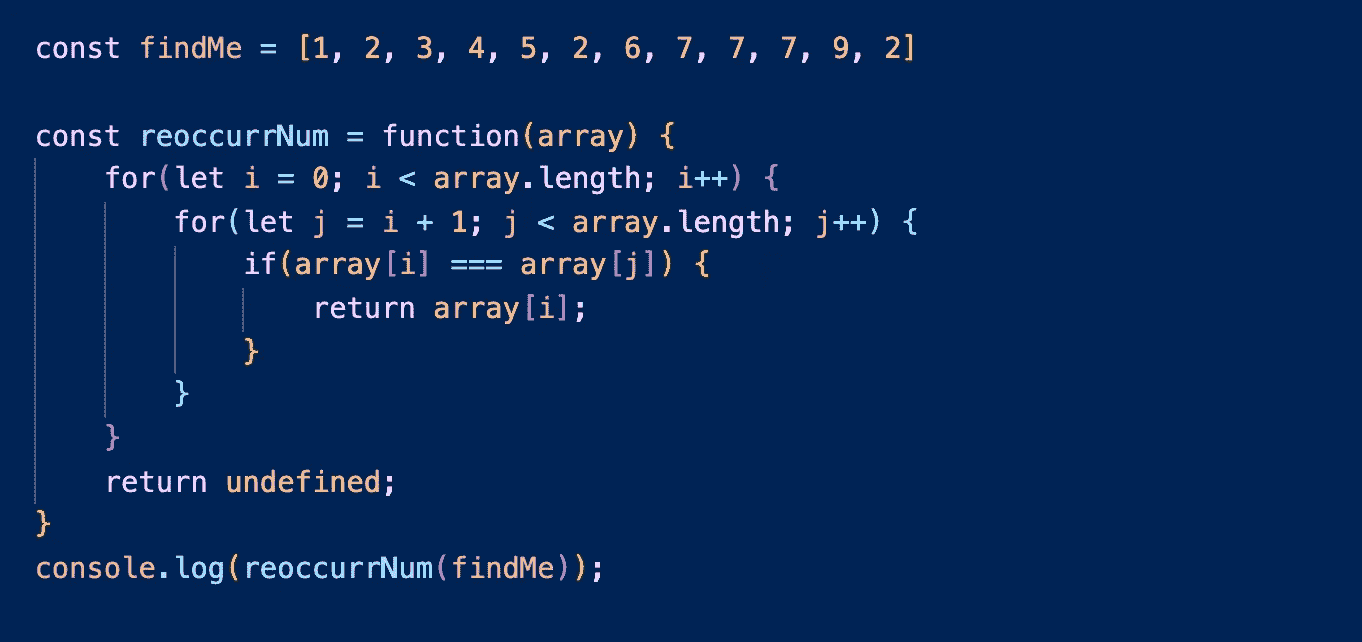 const findMe = [1, 2, 3, 4, 5, 2, 6, 7, 7, 7, 9, 2]
const reoccurrNum = function(array) {
for(let i = 0; i < array.length; i++) {
for(let j = i + 1; j < array.length; j++) {
if(array[i] === array[j]) {
return array[i];
}
}
}
return undefined;
}
console.log(reoccurrNum(findMe));